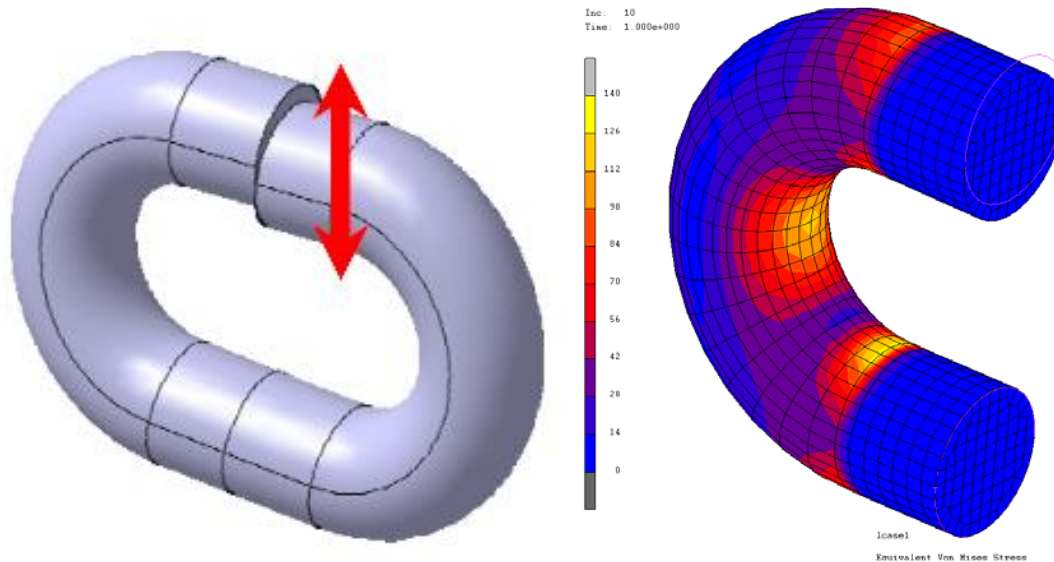 Inc: 10
Time: 1.000e+000
140
126
112
98
84
70
56
42
28
14
0
lcase1
Equivalent Von Mises Stress